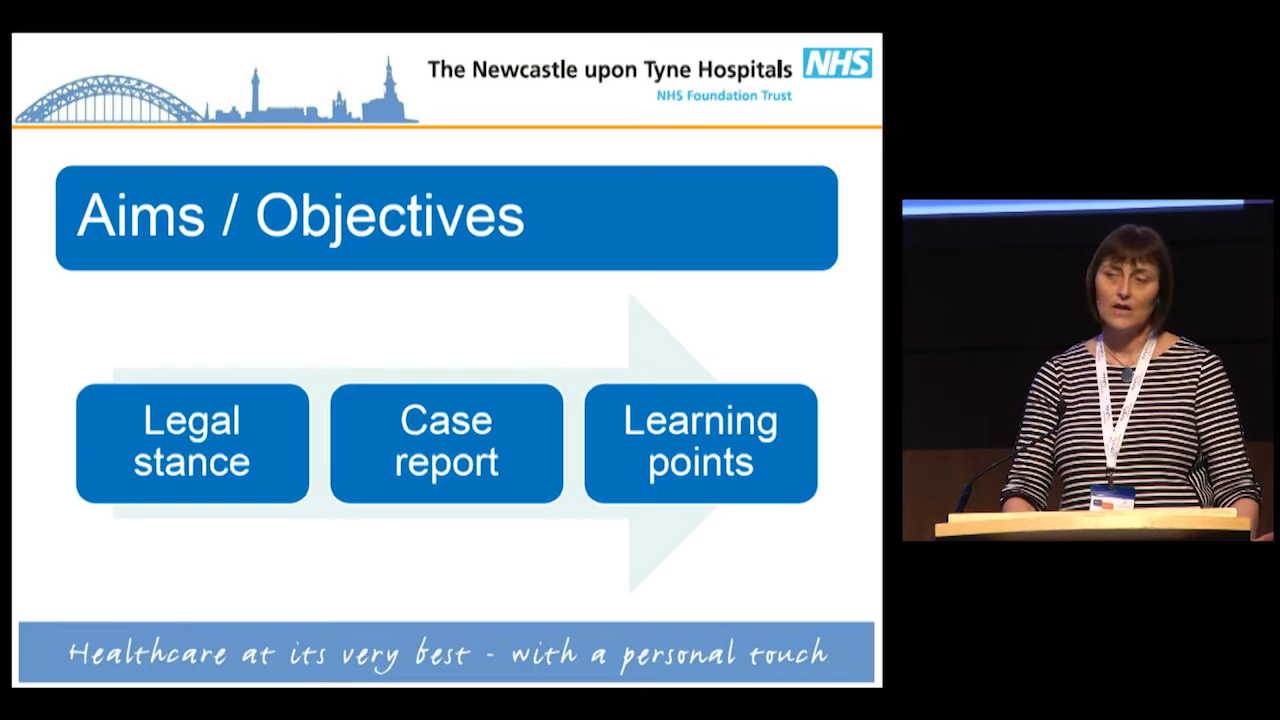 The Newcastle upon Tyne Hospitals NHS
NHS Foundation Trust
Aims / Objectives
Legal
stance
Case
report
Learning
points
Healthcare at its very best - with a personal touch